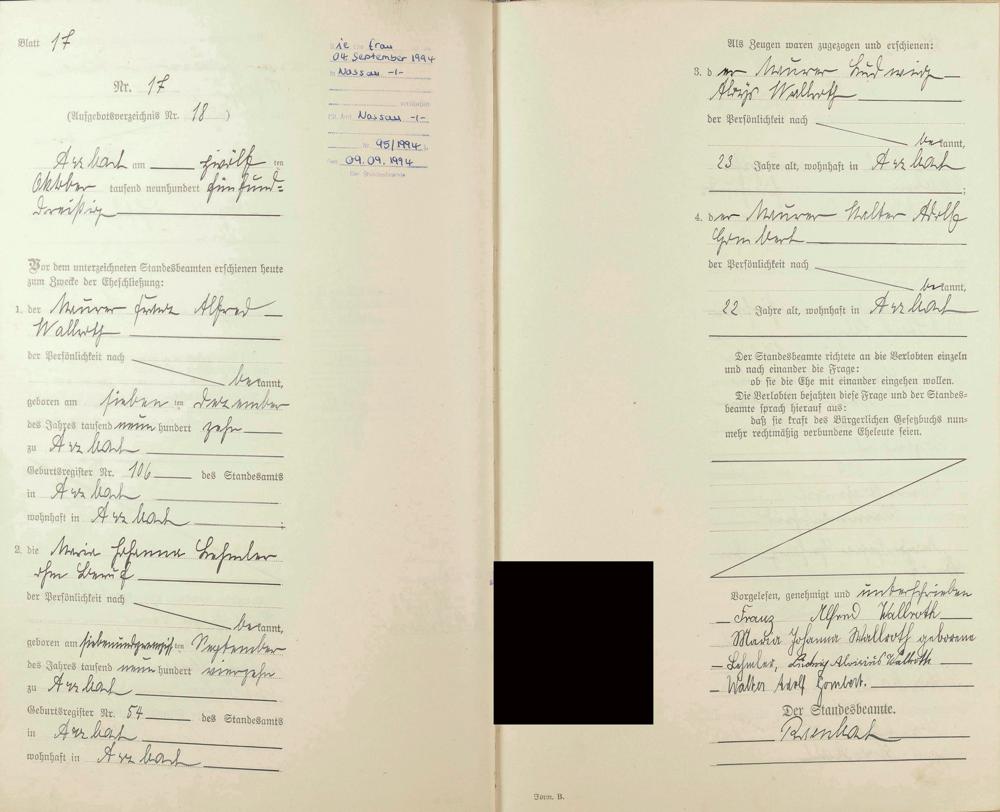 Blatt 17
Nr. 17
(Aufgebotsverzeichnis Nr. 18)
Arzbach am zwölf ten
Oktober tausend neunhundert fünfund=
dreißig
Vor dem unterzeichneten Standesbeamten erschienen heute
zum Zwecke der Eheschließung:
1. der Maurer Franz Alfred
Wallroth
der Persönlichkeit nach
bekannt,
geboren am sieben ten Dezember
des Jahres tausend neun hundert zehn
zu Arzbach
Geburtsregister Nr. 106 des Standesamts
in Arzbach
wohnhaft in Arzbach ;
2. die Maria Johanna Lehmler
ohne Beruf
der Persönlichkeit nach
bekannt,
geboren am siebenundzwanzigsten September
des Jahres tausend neun hundert vierzehn
zu Arzbach
Geburtsregister Nr. 54 des Standesamts
in Arzbach
wohnhaft in Arzbach
Die Frau
04. September 1994
in Nassau -/-
verstorben
Nassau -/-
Nr. 95/1994
09.09.1994
Der Standesbeamte
Als Zeugen waren zugezogen und erschienen:
3. der Maurer Ludwig
Aloys Wallroth
der Persönlichkeit nach
bekannt,
23 Jahre alt, wohnhaft in Arzbach
;
4. der Maurer Walter Adolf
Gombert
der Persönlichkeit nach
bekannt,
22 Jahre alt, wohnhaft in Arzbach
Der Standesbeamte richtete an die Verlobten einzeln
und nach einander die Frage:
ob sie die Ehe mit einander eingehen wollen.
Die Verlobten bejahten diese Frage und der Standes-
beamte sprach hierauf aus:
daß sie kraft des Bürgerlichen Gesetzbuchs nun-
mehr rechtmäßig verbundene Eheleute seien.
Vorgelesen, genehmigt und unterschrieben
Franz Alfred Wallroth
Maria Johanna Wallroth geborene
Lehmler, Ludwig Aloisius Wallroth
Walter Adolf Gombert.
Der Standesbeamte.
Form. B.